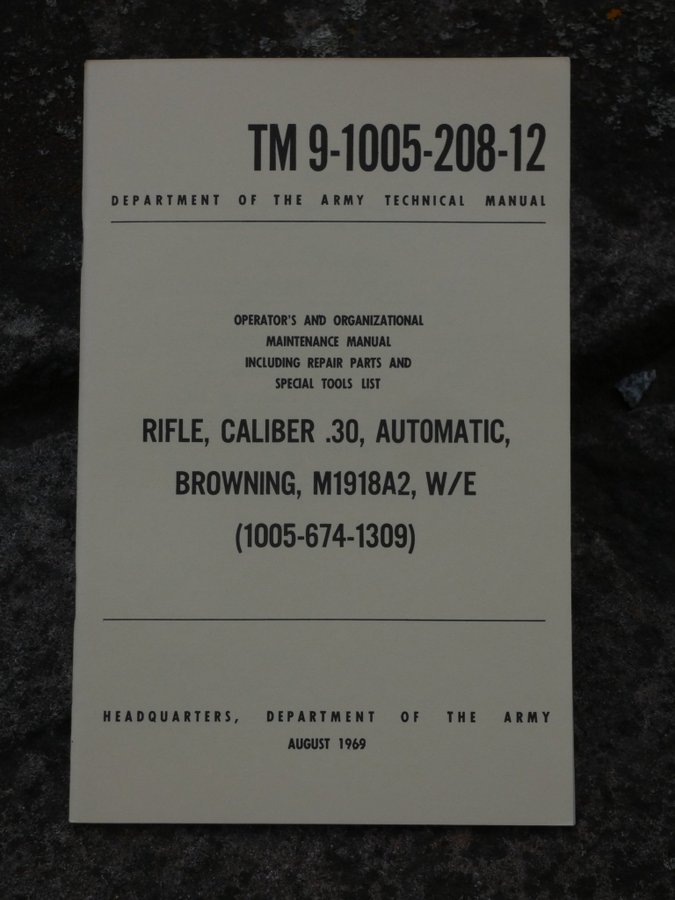 TM 9-1005-208-12
DEPARTMENT OF THE ARMY TECHNICAL MANUAL
OPERATOR'S AND ORGANIZATIONAL
MAINTENANCE MANUAL
INCLUDING REPAIR PARTS AND
SPECIAL TOOLS LIST
RIFLE, CALIBER .30, AUTOMATIC,
BROWNING, M1918A2, W/E
(1005-674-1309)
HEADQUARTERS, DEPARTMENT OF THE ARMY
AUGUST 1969